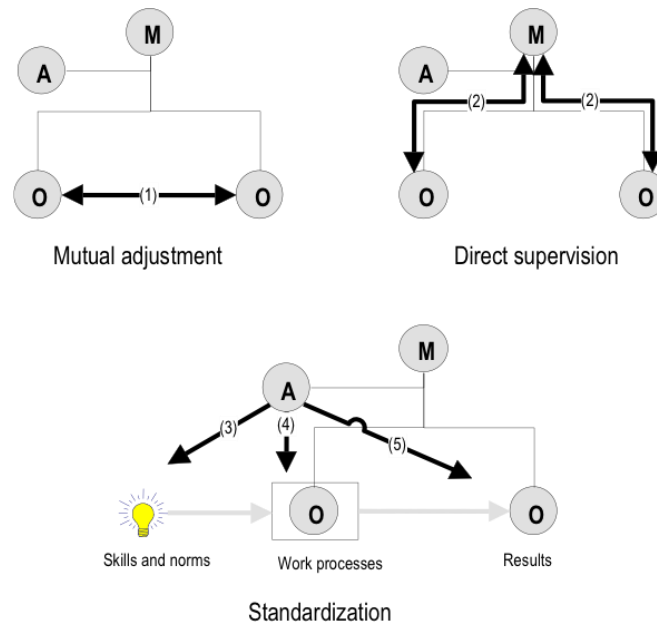 M
A
O
(1)
O
Mutual adjustment
M
A
(2)
(2)
O
O
Direct supervision
M
A
(3)
(4)
(5)
O
O
Skills and norms
Work processes
Results
Standardization